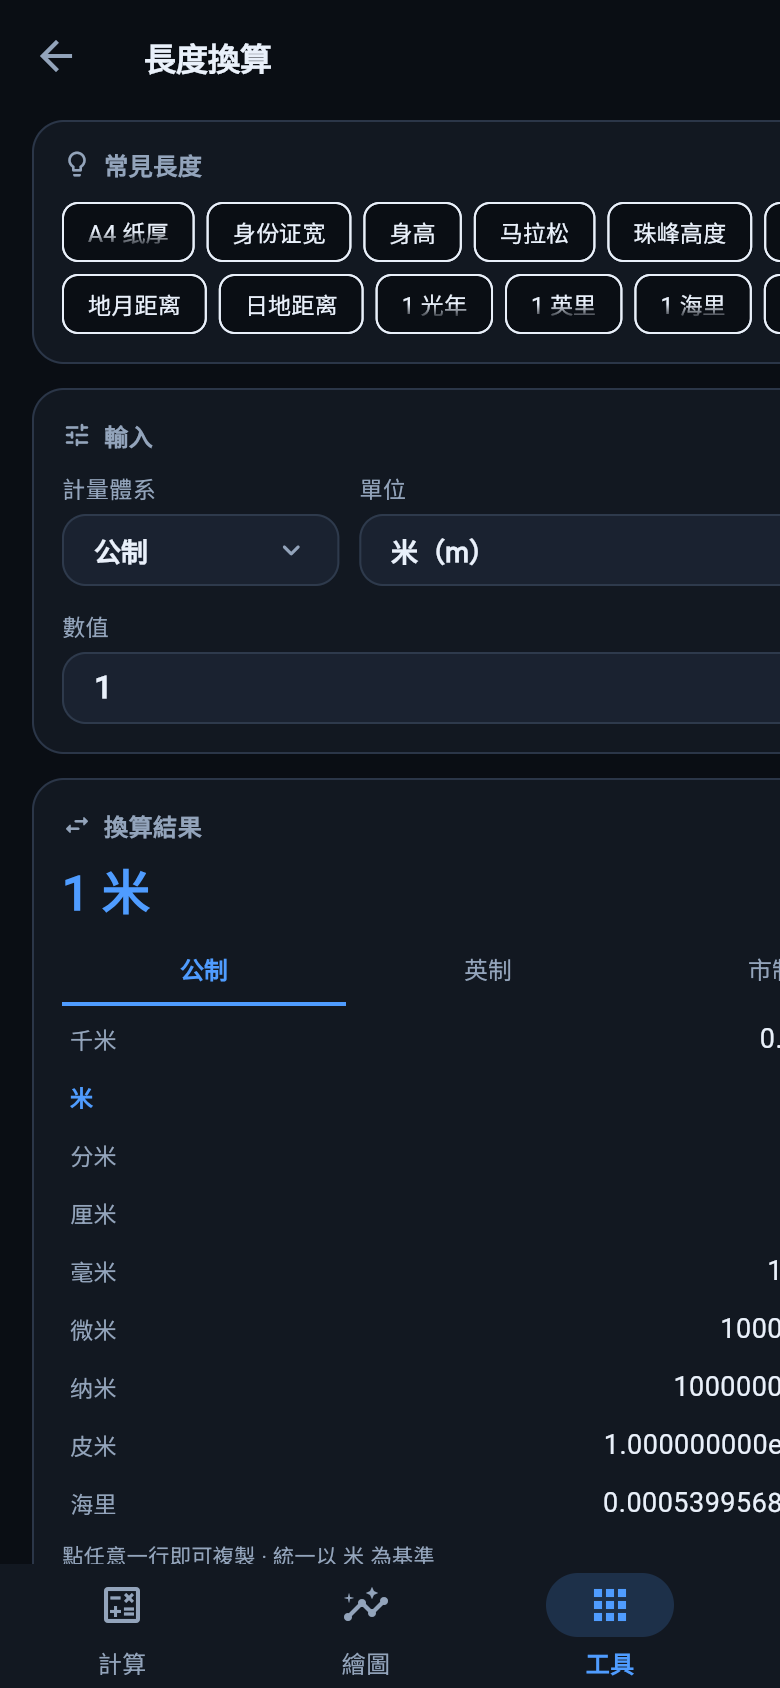 長度換算
常見長度
A4 纸厚 身份证宽 身高 马拉松 珠峰高度
地月距离 日地距离 1 光年 1 英里 1 海里
輸入
計量體系 單位
公制 米（m）
數值
1
換算結果
1 米
公制 英制 市制
千米 0.
米
分米
厘米
毫米 1
微米 1000
纳米 1000000
皮米 1.000000000e
海里 0.0005399568
點任意一行即可複製 · 統一以 米 為基準
計算 繪圖 工具